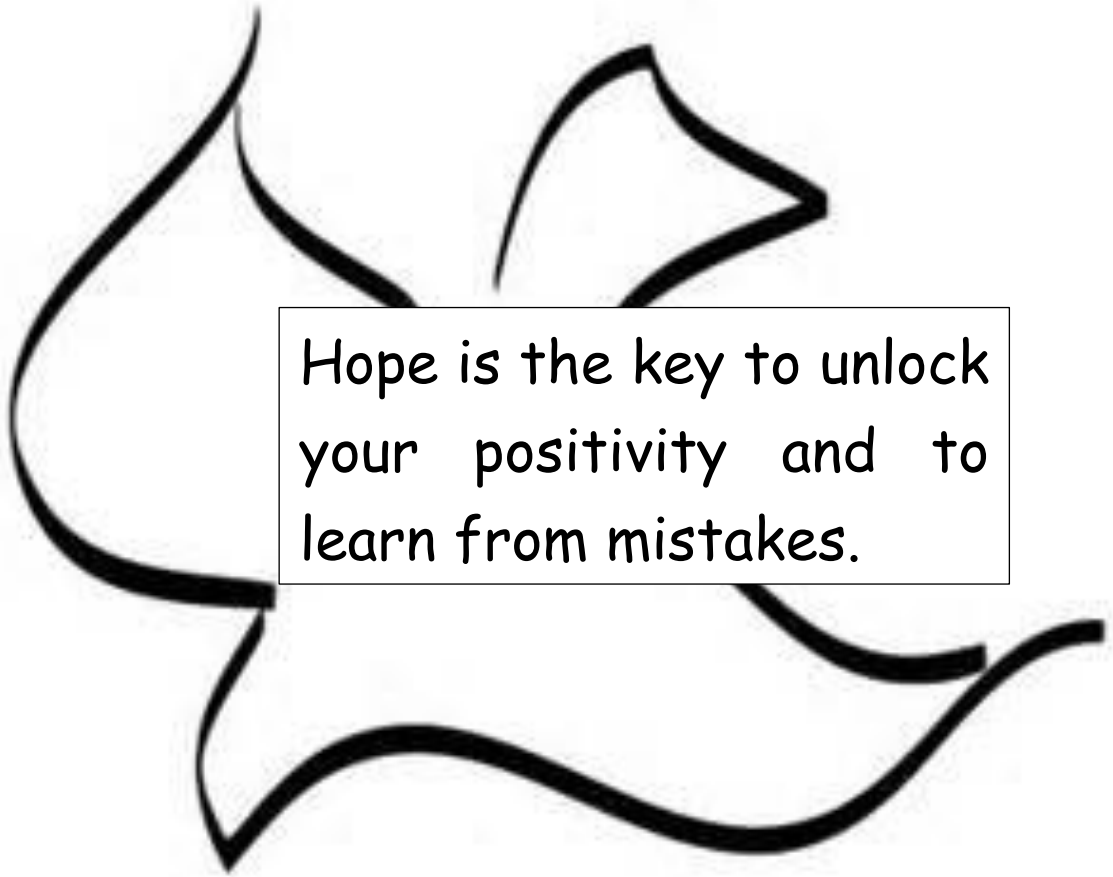 Hope is the key to unlock
your positivity and to
learn from mistakes.